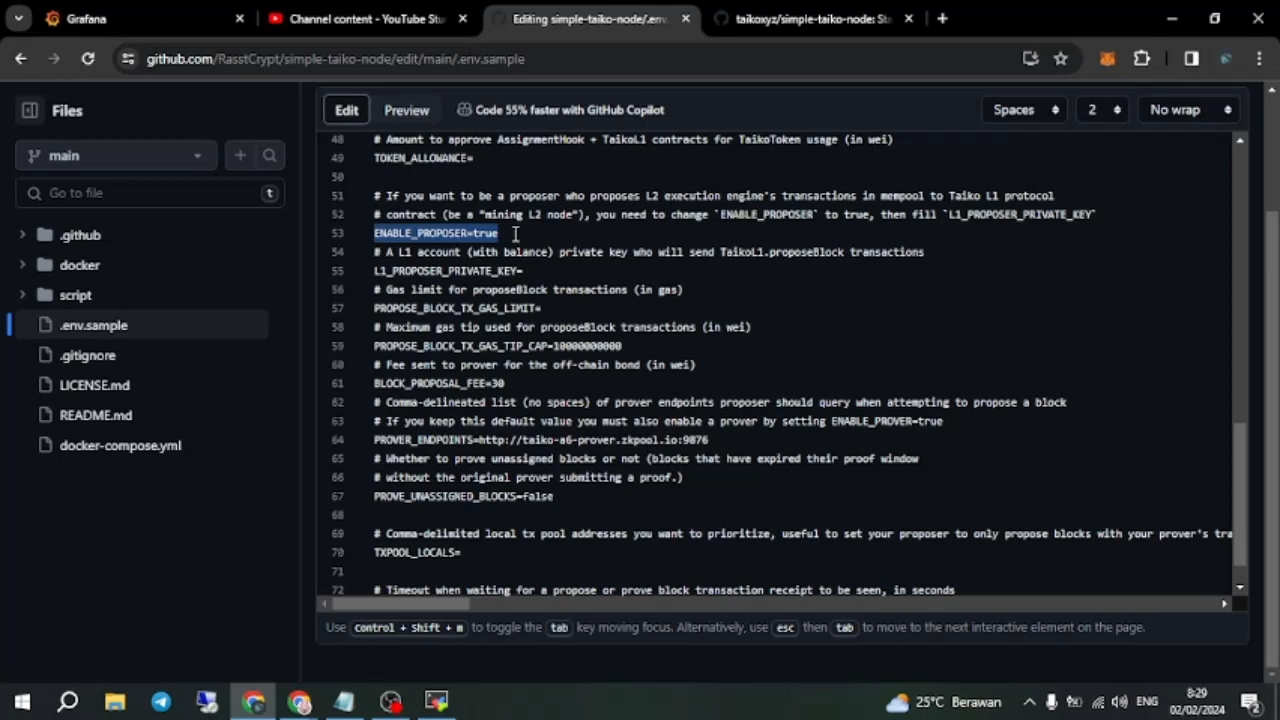 Grafana
Channel content - YouTube Stu
Editing simple-taiko-node/.env.
taikoxyz/simple-taiko-node: Sta
github.com/RasstCrypt/simple-taiko-node/edit/main/.env.sample
Files
Edit
Preview
Code 55% faster with GitHub Copilot
Spaces
2
No wrap
main
Go to file
t
.github
docker
script
.env.sample
.gitignore
LICENSE.md
README.md
docker-compose.yml
48 # Amount to approve AssignmentHook + TaikoL1 contracts for TaikoToken usage (in wei)
49 TOKEN_ALLOWANCE=
50
51 # If you want to be a proposer who proposes L2 execution engine's transactions in mempool to Taiko L1 protocol
52 # contract (be a "mining L2 node"), you need to change `ENABLE_PROPOSER` to true, then fill `L1_PROPOSER_PRIVATE_KEY`
53 ENABLE_PROPOSER=true
54 # A L1 account (with balance) private key who will send TaikoL1.proposeBlock transactions
55 L1_PROPOSER_PRIVATE_KEY=
56 # Gas limit for proposeBlock transactions (in gas)
57 PROPOSE_BLOCK_TX_GAS_LIMIT=
58 # Maximum gas tip used for proposeBlock transactions (in wei)
59 PROPOSE_BLOCK_TX_GAS_TIP_CAP=10000000000
60 # Fee sent to prover for the off-chain bond (in wei)
61 BLOCK_PROPOSAL_FEE=30
62 # Comma-delineated list (no spaces) of prover endpoints proposer should query when attempting to propose a block
63 # If you keep this default value you must also enable a prover by setting ENABLE_PROVER=true
64 PROVER_ENDPOINTS=http://taiko-a6-prover.zkpool.io:9876
65 # Whether to prove unassigned blocks or not (blocks that have expired their proof window
66 # without the original prover submitting a proof.)
67 PROVE_UNASSIGNED_BLOCKS=false
68
69 # Comma-delimited local tx pool addresses you want to prioritize, useful to set your proposer to only propose blocks with your prover's tra
70 TXPOOL_LOCALS=
71
72 # Timeout when waiting for a propose or prove block transaction receipt to be seen, in seconds
Use control + Shift + m to toggle the tab key moving focus. Alternatively, use esc then tab to move to the next interactive element on the page.
25°C Berawan
ENG
8:29
02/02/2024
2